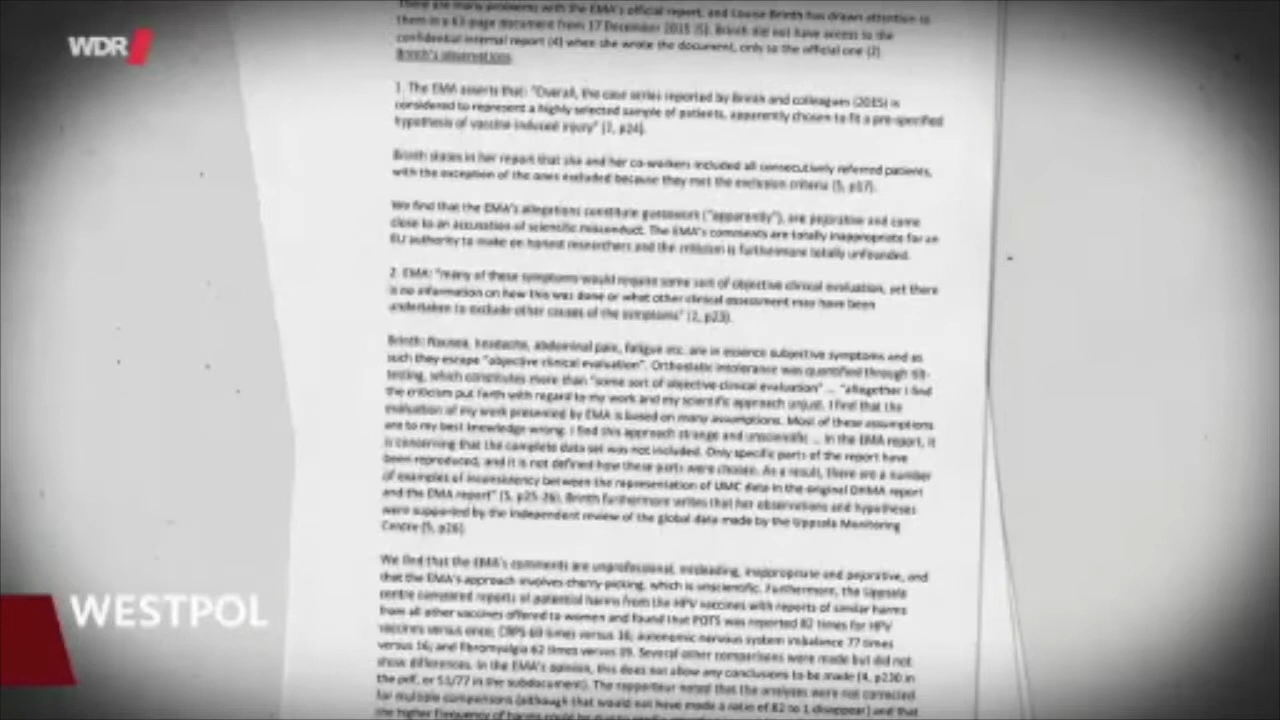 WDR
There are many problems with the EMA's official report, and Louise Brinth has drawn attention to
them in a 63-page document from 17 December 2015 (5). Brinth did not have access to the
confidential internal report (4) when she wrote the document, only to the official one (2).
Brinth's observations
1. The EMA asserts that: "Overall, the case series reported by Brinth and colleagues (2015) is
considered to represent a highly selected sample of patients, apparently chosen to fit a pre-specified
hypothesis of vaccine-induced injury" (2, p24).
Brinth states in her report that she and her co-workers included all consecutively referred patients,
with the exception of the ones excluded because they met the exclusion criteria (5, p17).
We find that the EMA's allegations constitute guesswork ("apparently"), are pejorative and come
close to an accusation of scientific misconduct. The EMA's comments are totally inappropriate for an
EU authority to make on honest researchers and the criticism is furthermore totally unfounded.
2. EMA: "many of these symptoms would require some sort of objective clinical evaluation, yet there
is no information on how this was done or what other clinical assessment may have been
undertaken to exclude other causes of the symptoms" (2, p23).
Brinth: Nausea, headache, abdominal pain, fatigue etc. are in essence subjective symptoms and as
such they escape "objective clinical evaluation". Orthostatic intolerance was quantified through tilt-
testing, which constitutes more than "some sort of objective clinical evaluation" ... "altogether I find
the criticism put forth with regard to my work and my scientific approach unjust. I find that the
evaluation of my work presented by EMA is based on many assumptions. Most of these assumptions
are to my best knowledge wrong. I find this approach strange and unscientific ... In the EMA report, it
is concerning that the complete data set was not included. Only specific parts of the report have
been reproduced, and it is not defined how these parts were chosen. As a result, there are a number
of examples of inconsistency between the representation of UMC data in the original DHMA report
and the EMA report" (5, p25-26). Brinth furthermore writes that her observations and hypotheses
were supported by the independent review of the global data made by the Uppsala Monitoring
Centre (5, p26).
We find that the EMA's comments are unprofessional, misleading, inappropriate and pejorative, and
that the EMA's approach involves cherry-picking, which is unscientific. Furthermore, the Uppsala
centre compared reports of potential harms from the HPV vaccines with reports of similar harms
from all other vaccines offered to women and found that POTS was reported 82 times for HPV
vaccines versus once; CRPS 69 times versus 16; autonomic nervous system imbalance 77 times
versus 16; and fibromyalgia 62 times versus 39. Several other comparisons were made but did not
show differences. In the EMA's opinion, this does not allow any conclusions to be made (4, p230 in
the pdf, or 53/77 in the subdocument). The rapporteur noted that the analyses were not corrected
for multiple comparisons (although that would not have made a ratio of 82 to 1 disappear) and that
the higher frequency of harms could be
WESTPOL